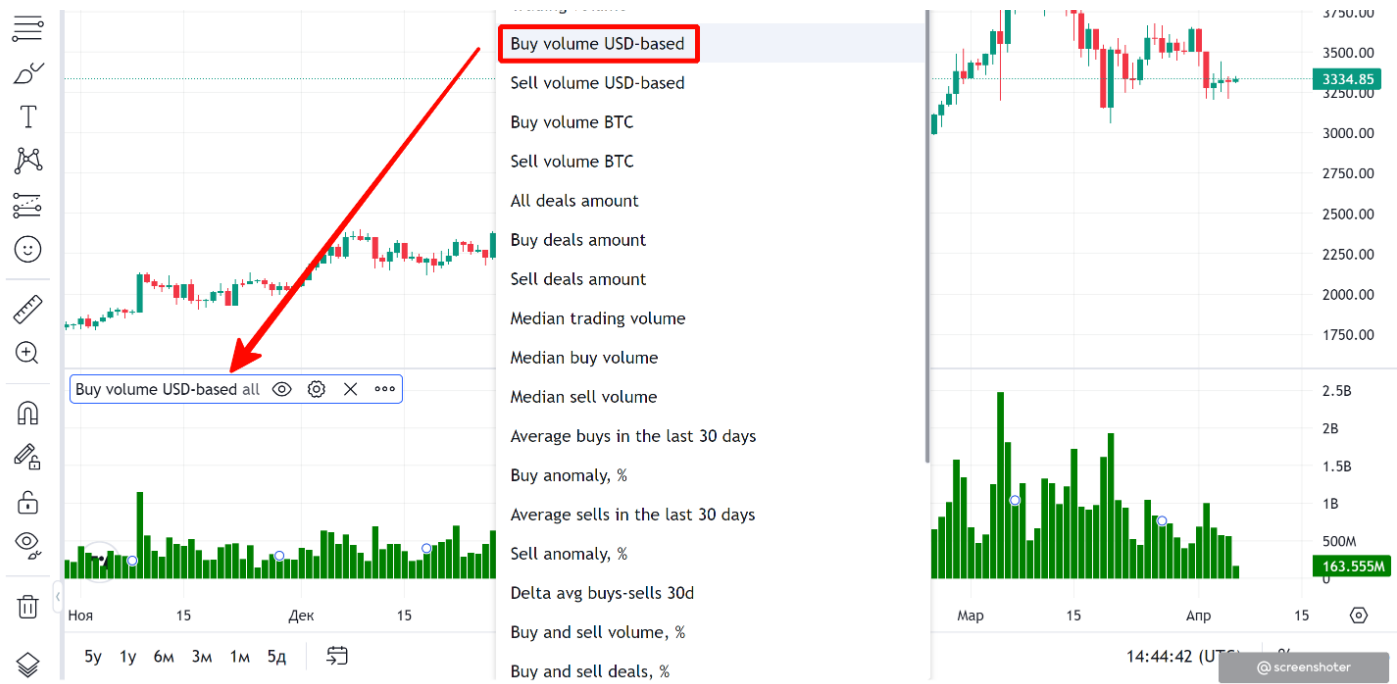 Trading volume
Buy volume USD-based
Sell volume USD-based
Buy volume BTC
Sell volume BTC
All deals amount
Buy deals amount
Sell deals amount
Median trading volume
Median buy volume
Median sell volume
Average buys in the last 30 days
Buy anomaly, %
Average sells in the last 30 days
Sell anomaly, %
Delta avg buys-sells 30d
Buy and sell volume, %
Buy and sell deals, %
3750.00
3500.00
3334.85
3250.00
3000.00
2750.00
2500.00
2250.00
2000.00
1750.00
Buy volume USD-based all
2.5B
2B
1.5B
1B
500M
163.555M
0
Ноя 15 Дек 15 Мар 15 Апр 15
5y 1y 6м 3м 1м 5д
14:44:42 (UTC) %
@screenshoter